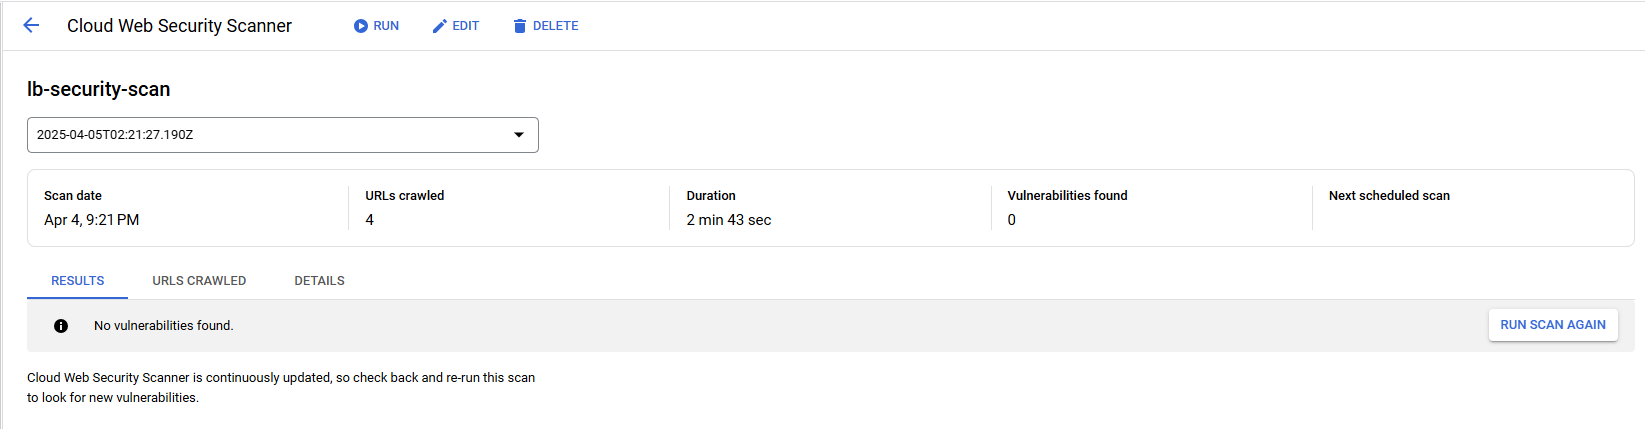 Cloud Web Security Scanner RUN EDIT DELETE
lb-security-scan
2025-04-05T02:21:27.190Z
Scan date URLs crawled Duration Vulnerabilities found Next scheduled scan
Apr 4, 9:21 PM 4 2 min 43 sec 0
RESULTS URLS CRAWLED DETAILS
No vulnerabilities found. RUN SCAN AGAIN
Cloud Web Security Scanner is continuously updated, so check back and re-run this scan
to look for new vulnerabilities.